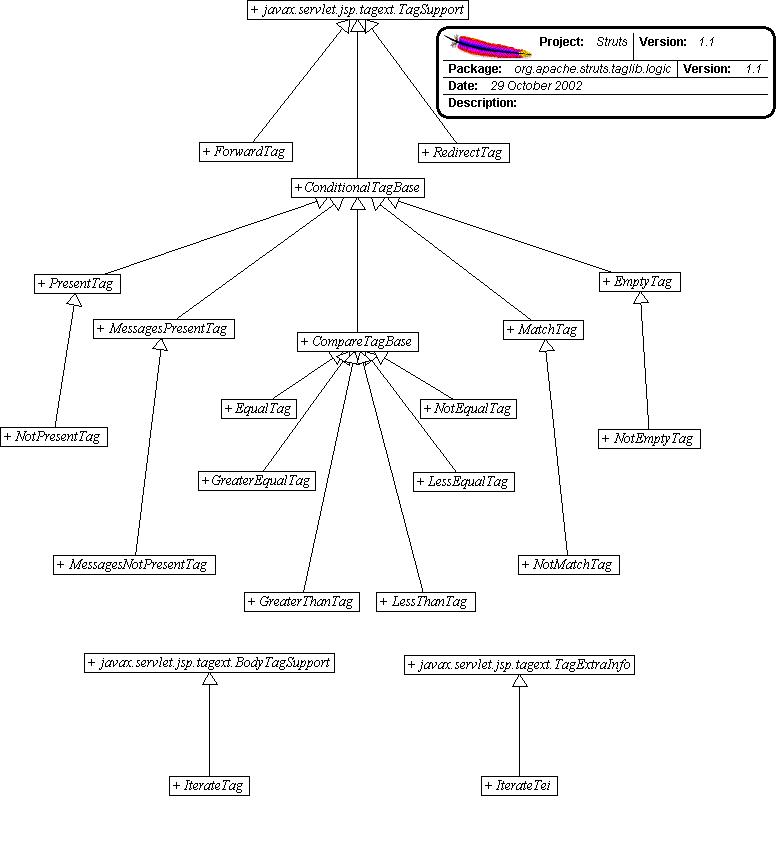 + javax.servlet.jsp.tagext.TagSupport
Project: Struts Version: 1.1
Package: org.apache.struts.taglib.logic Version: 1.1
Date: 29 October 2002
Description:
+ ForwardTag
+ RedirectTag
+ConditionalTagBase
+ PresentTag
+ EmptyTag
+ MessagesPresentTag
+ MatchTag
+ CompareTagBase
+ EqualTag
+ NotEqualTag
+ NotPresentTag
+ NotEmptyTag
+GreaterEqualTag
+ LessEqualTag
+ MessagesNotPresentTag
+ NotMatchTag
+ GreaterThanTag
+ LessThanTag
+ javax.servlet.jsp.tagext.BodyTagSupport
+ javax.servlet.jsp.tagext.TagExtraInfo
+ IterateTag
+ IterateTei